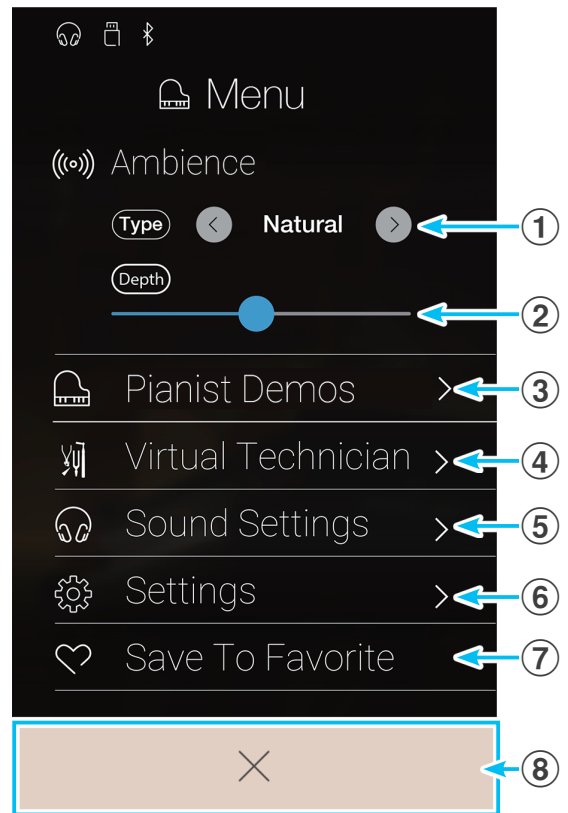 Menu
Ambience
Type Natural 1
Depth
2
Pianist Demos 3
Virtual Technician 4
Sound Settings 5
Settings 6
Save To Favorite 7
8